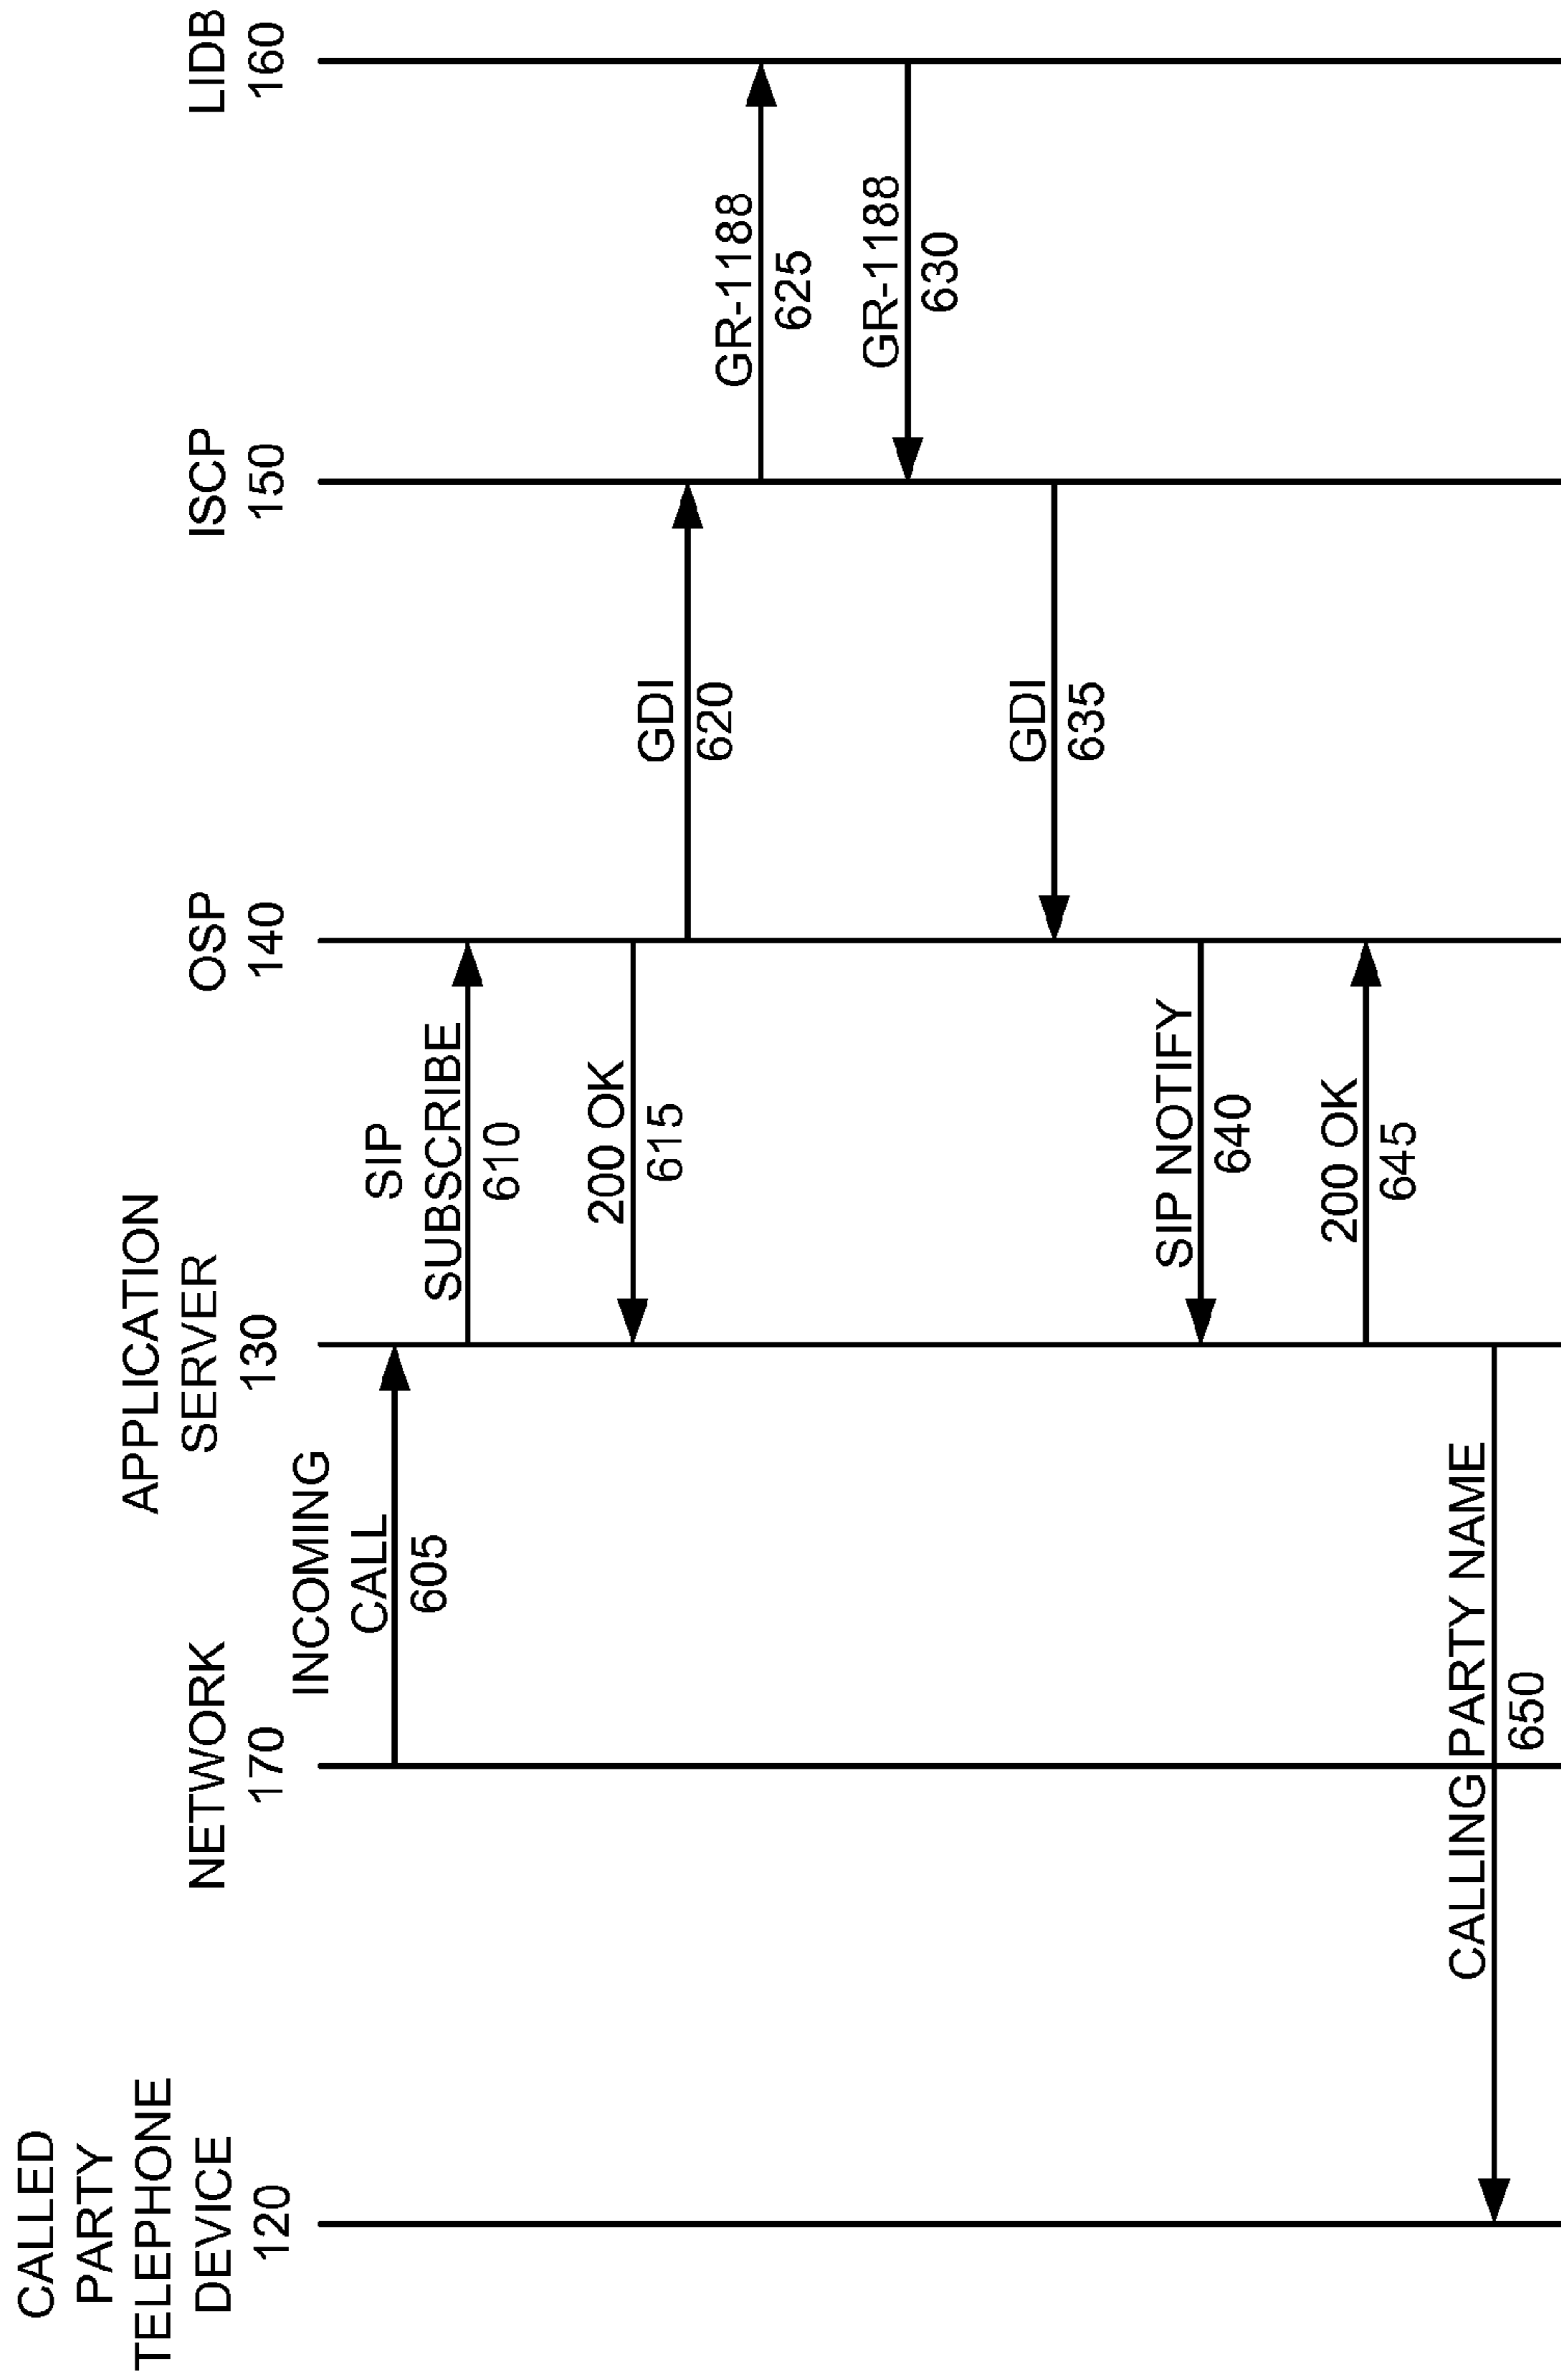 CALLED
PARTY
TELEPHONE
DEVICE
120
NETWORK
170
APPLICATION
SERVER
130
OSP
140
ISCP
150
LIDB
160
INCOMING
CALL
605
SIP
SUBSCRIBE
610
200 OK
615
GDI
620
GR-1188
625
GR-1188
630
GDI
635
SIP NOTIFY
640
200 OK
645
CALLING PARTY NAME
650